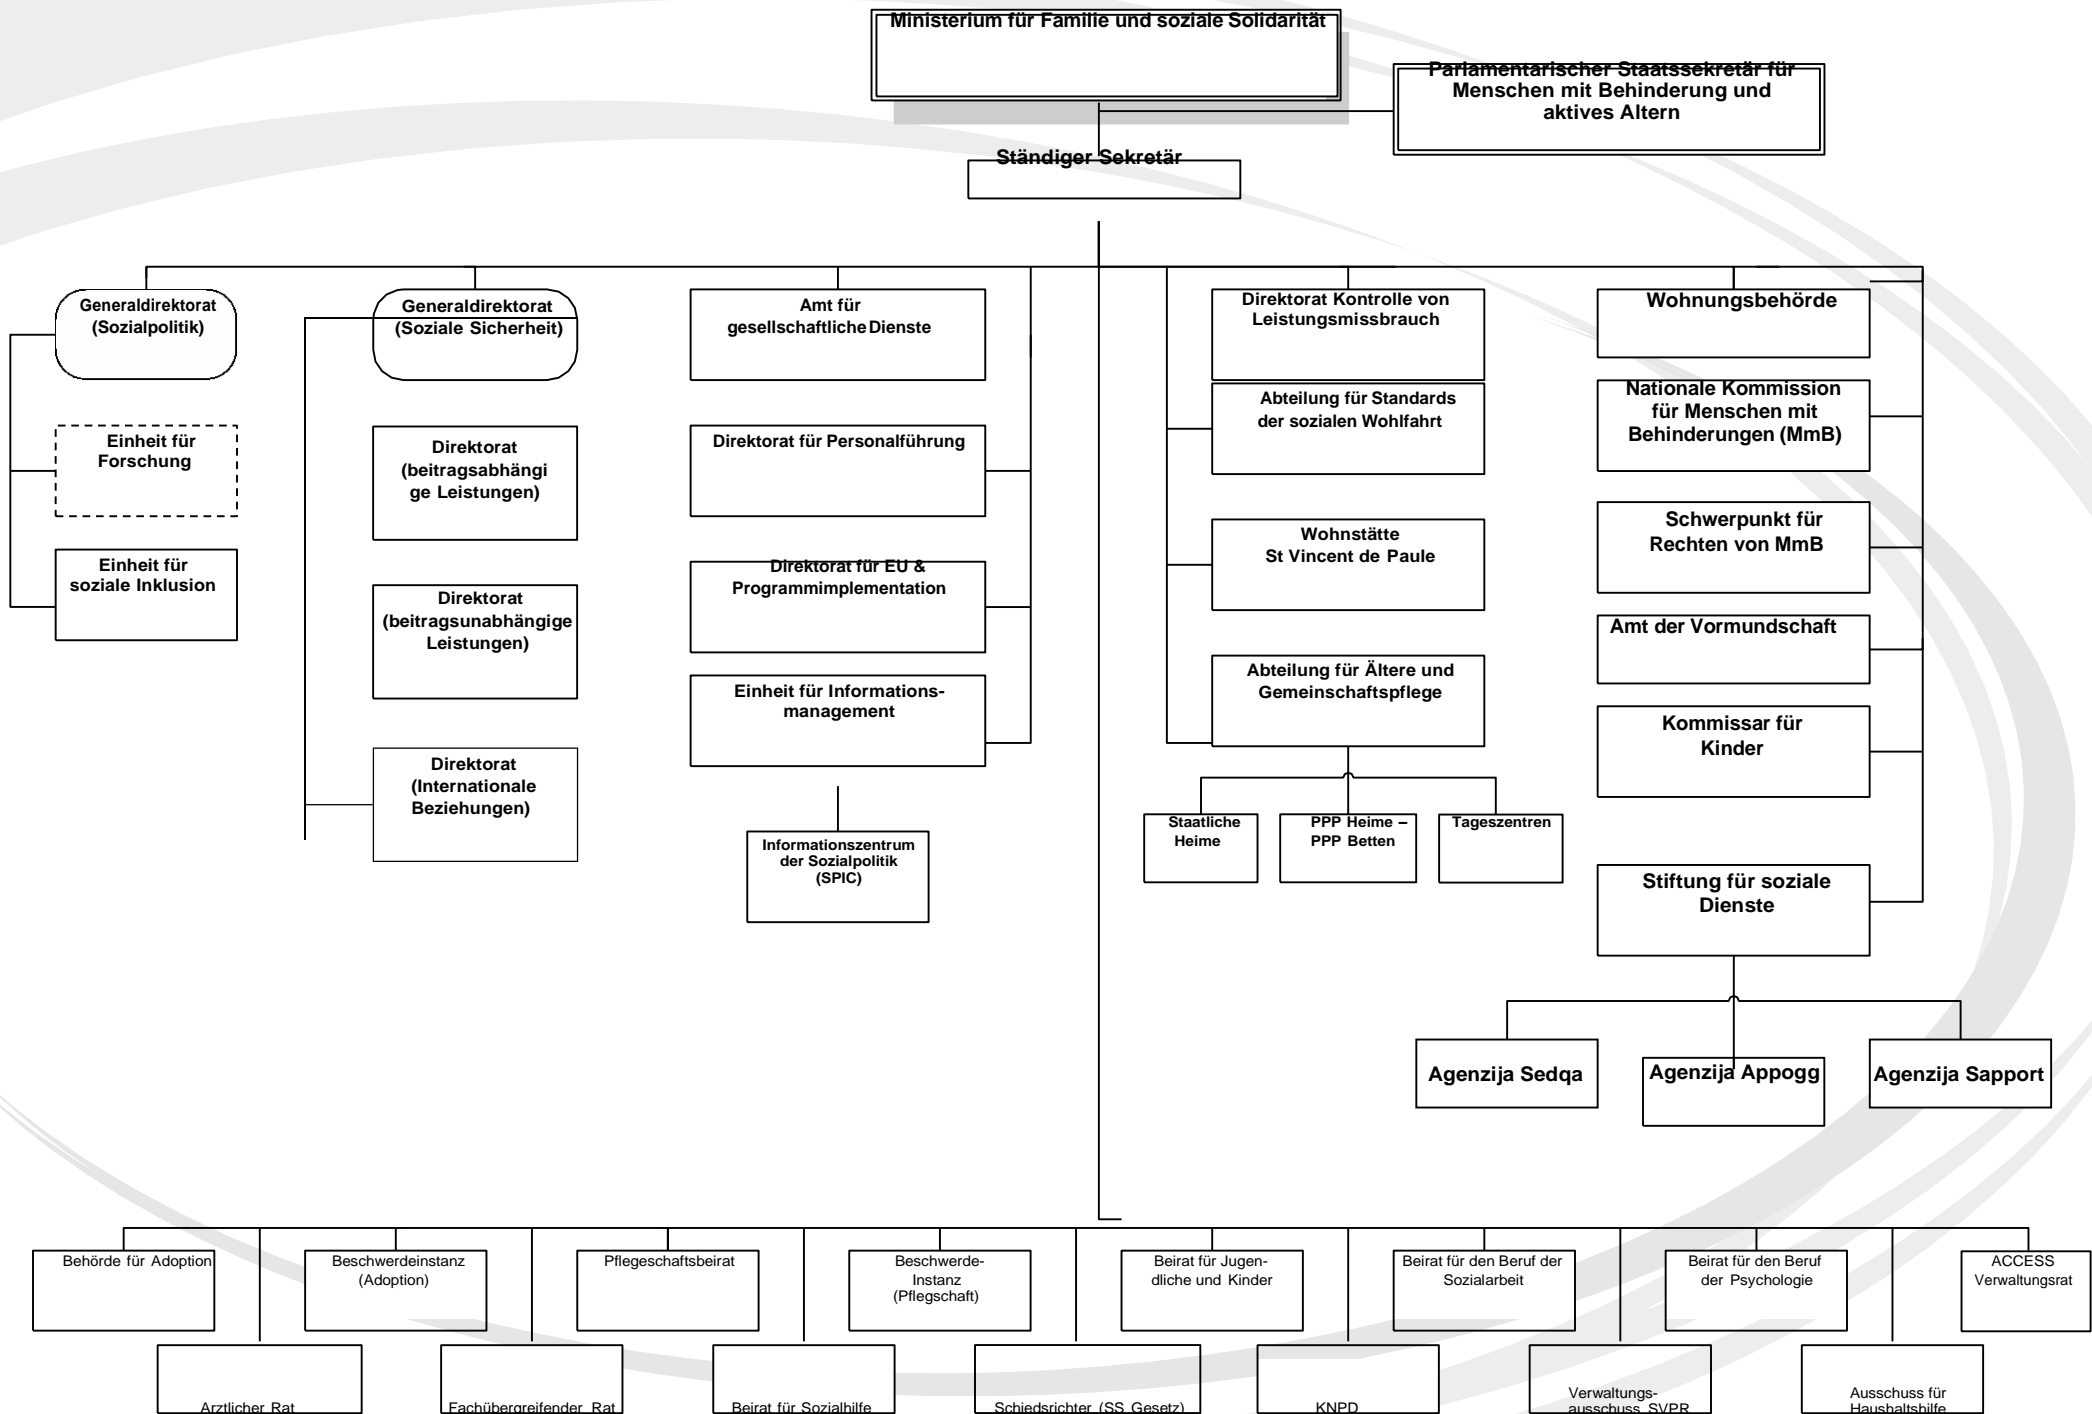 Ministerium für Familie und soziale Solidarität
Parlamentarischer Staatssekretär für
Menschen mit Behinderung und
aktives Altern
Ständiger Sekretär
Generaldirektorat
(Sozialpolitik)
Einheit für
Forschung
Einheit für
soziale Inklusion
Generaldirektorat
(Soziale Sicherheit)
Direktorat
(beitragsabhängi
ge Leistungen)
Direktorat
(beitragsunabhängige
Leistungen)
Direktorat
(Internationale
Beziehungen)
Amt für
gesellschaftliche Dienste
Direktorat für Personalführung
Direktorat für EU &
Programmimplementation
Einheit für Informations-
management
Informationszentrum
der Sozialpolitik
(SPIC)
Direktorat Kontrolle von
Leistungsmissbrauch
Abteilung für Standards
der sozialen Wohlfahrt
Wohnstätte
St Vincent de Paule
Abteilung für Ältere und
Gemeinschaftspflege
Staatliche
Heime
PPP Heime –
PPP Betten
Tageszentren
Wohnungsbehörde
Nationale Kommission
für Menschen mit
Behinderungen (MmB)
Schwerpunkt für
Rechten von MmB
Amt der Vormundschaft
Kommissar für
Kinder
Stiftung für soziale
Dienste
Agenzija Sedqa
Agenzija Appogg
Agenzija Sapport
Behörde für Adoption
Beschwerdeinstanz
(Adoption)
Pflegeschaftsbeirat
Beschwerde-
Instanz
(Pflegschaft)
Beirat für Jugen-
dliche und Kinder
Beirat für den Beruf der
Sozialarbeit
Beirat für den Beruf
der Psychologie
ACCESS
Verwaltungsrat
Arztlicher Rat
Fachübergreifender Rat
Beirat für Sozialhilfe
Schiedsrichter (SS Gesetz)
KNPD
Verwaltungs-
ausschuss SVPR
Ausschuss für
Haushaltshilfe